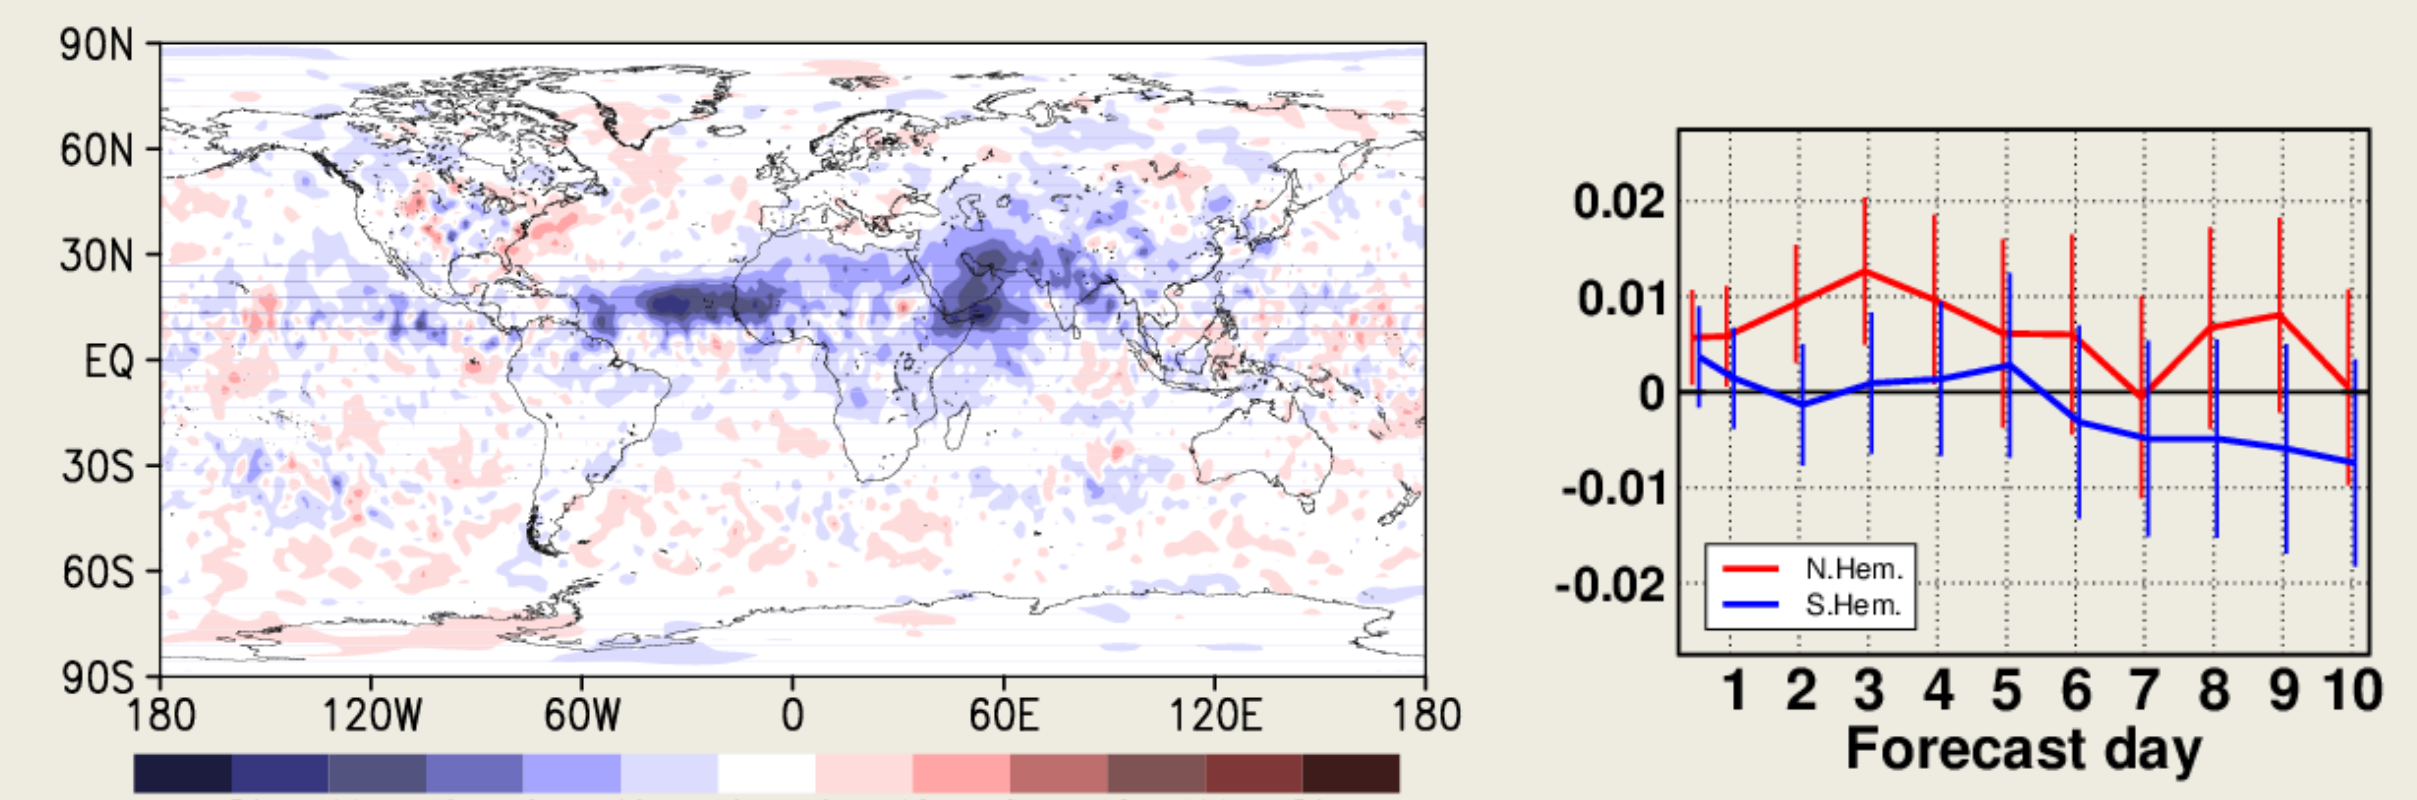 90N
60N
30N
EQ
30S
60S
90S
180 120W 60W 0 60E 120E 180
0.02
0.01
0
-0.01
-0.02
N.Hem.
S.Hem.
1 2 3 4 5 6 7 8 9 10
Forecast day